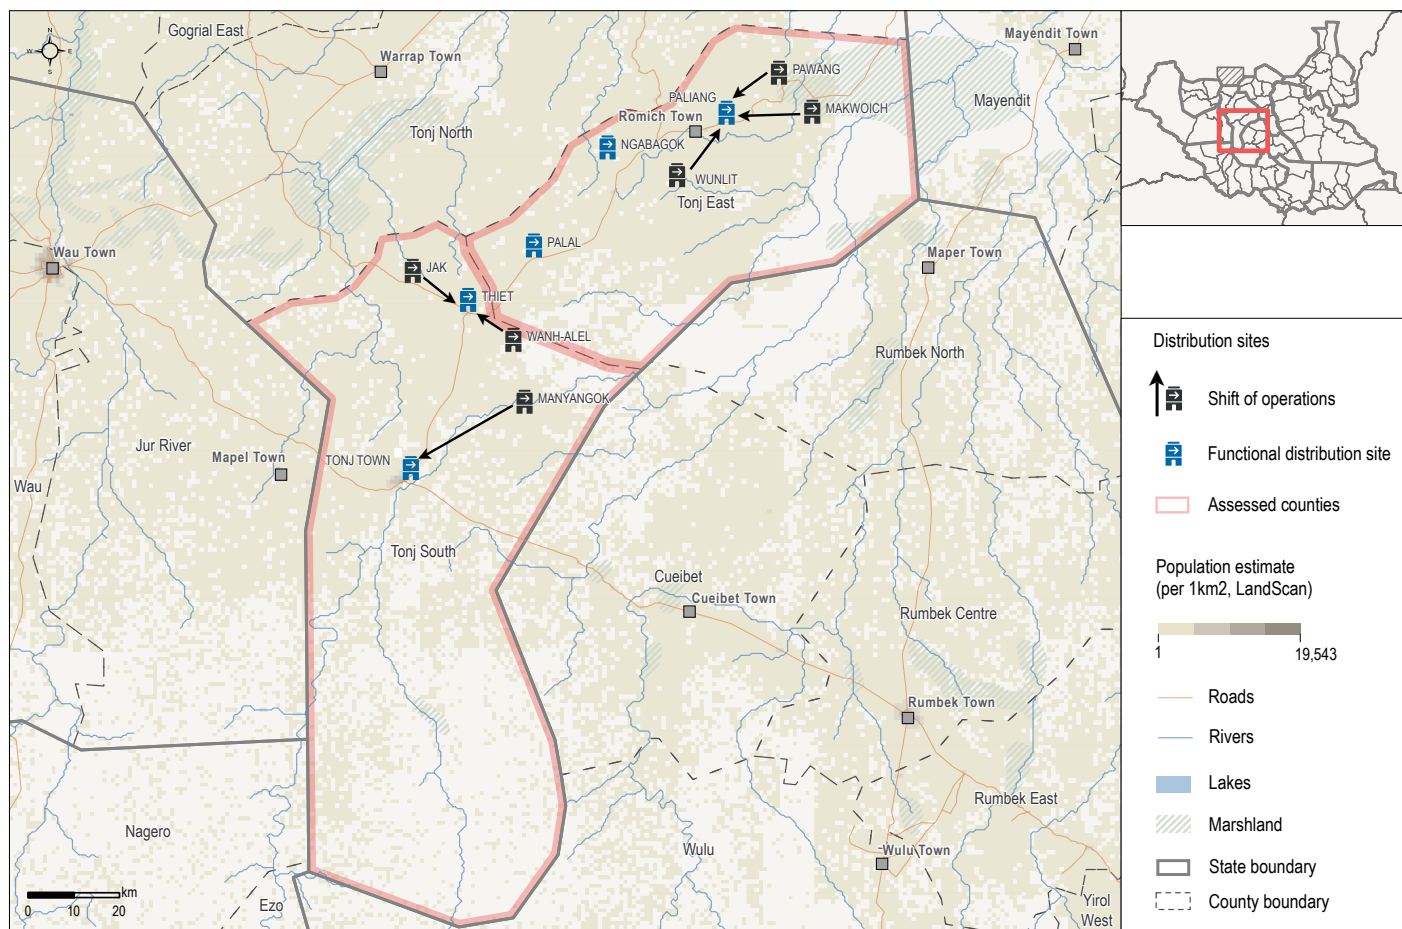 N
W E
S
Gogrial East
Warrap Town
Mayendit Town
PAWANG
PALIANG
MAKWOICH
Mayendit
Romich Town
Tonj North
NGABAGOK
WUNLIT
Tonj East
Wau Town
PALAL
Maper Town
JAK
THIET
WANH-ALEL
Rumbek North
MANYANGOK
Jur River
Mapel Town
TONJ TOWN
Wau
Tonj South
Cueibet
Cueibet Town
Rumbek Centre
Rumbek Town
Rumbek East
Nagero
Wulu
Wulu Town
Ezo
Yirol
West
km
0 10 20
Distribution sites
Shift of operations
Functional distribution site
Assessed counties
Population estimate
(per 1km2, LandScan)
1 19,543
Roads
Rivers
Lakes
Marshland
State boundary
County boundary